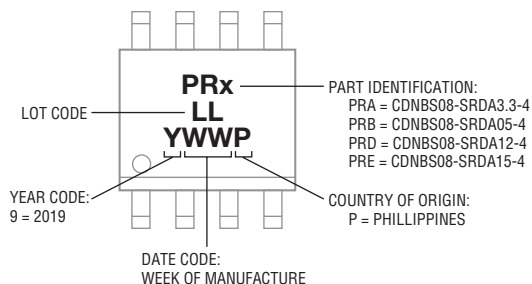 PRx
LL
YWWP
LOT CODE
PART IDENTIFICATION:
PRA = CDNBS08-SRDA3.3-4
PRB = CDNBS08-SRDA05-4
PRD = CDNBS08-SRDA12-4
PRE = CDNBS08-SRDA15-4
YEAR CODE:
9 = 2019
COUNTRY OF ORIGIN:
P = PHILLIPPINES
DATE CODE:
WEEK OF MANUFACTURE